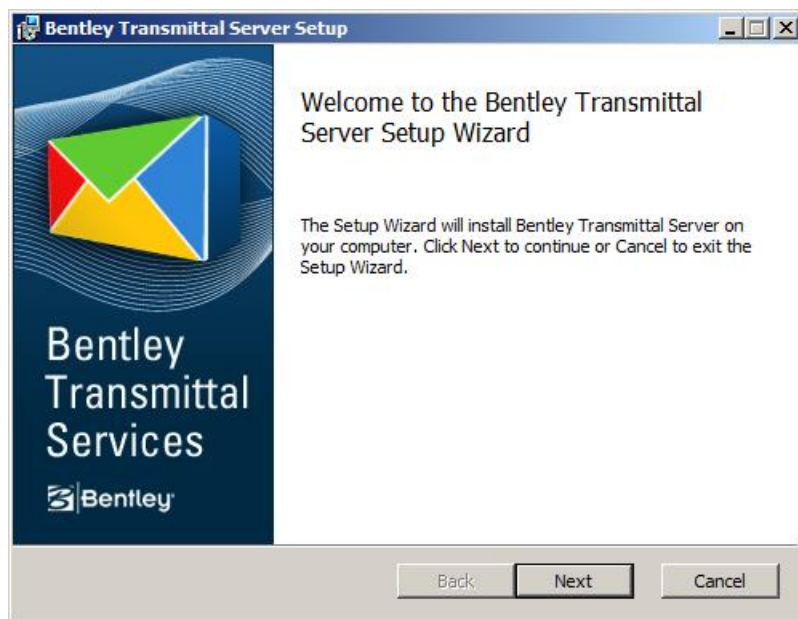 Bentley Transmittal Server Setup
Welcome to the Bentley Transmittal
Server Setup Wizard
The Setup Wizard will install Bentley Transmittal Server on
your computer. Click Next to continue or Cancel to exit the
Setup Wizard.
Bentley
Transmittal
Services
Bentley
Back Next Cancel